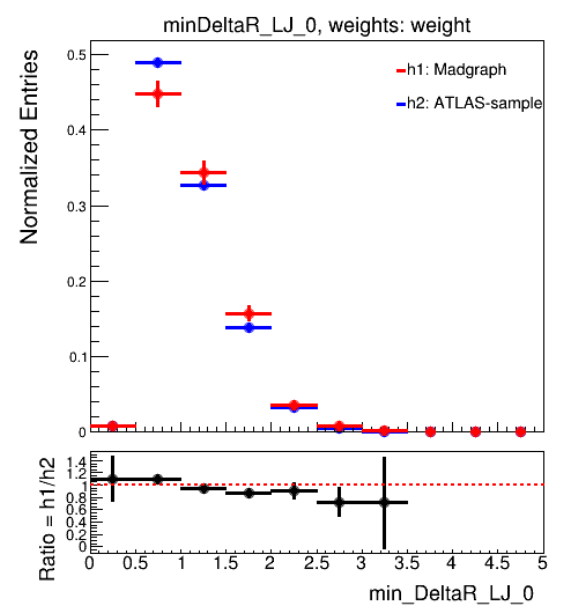 minDeltaR_LJ_0, weights: weight
Normalized Entries
h1: Madgraph
h2: ATLAS-sample
0.5
0.4
0.3
0.2
0.1
0
Ratio = h1/h2
1.4
1.2
1
0.8
0.6
0.4
0.2
0
0 0.5 1 1.5 2 2.5 3 3.5 4 4.5 5
min_DeltaR_LJ_0